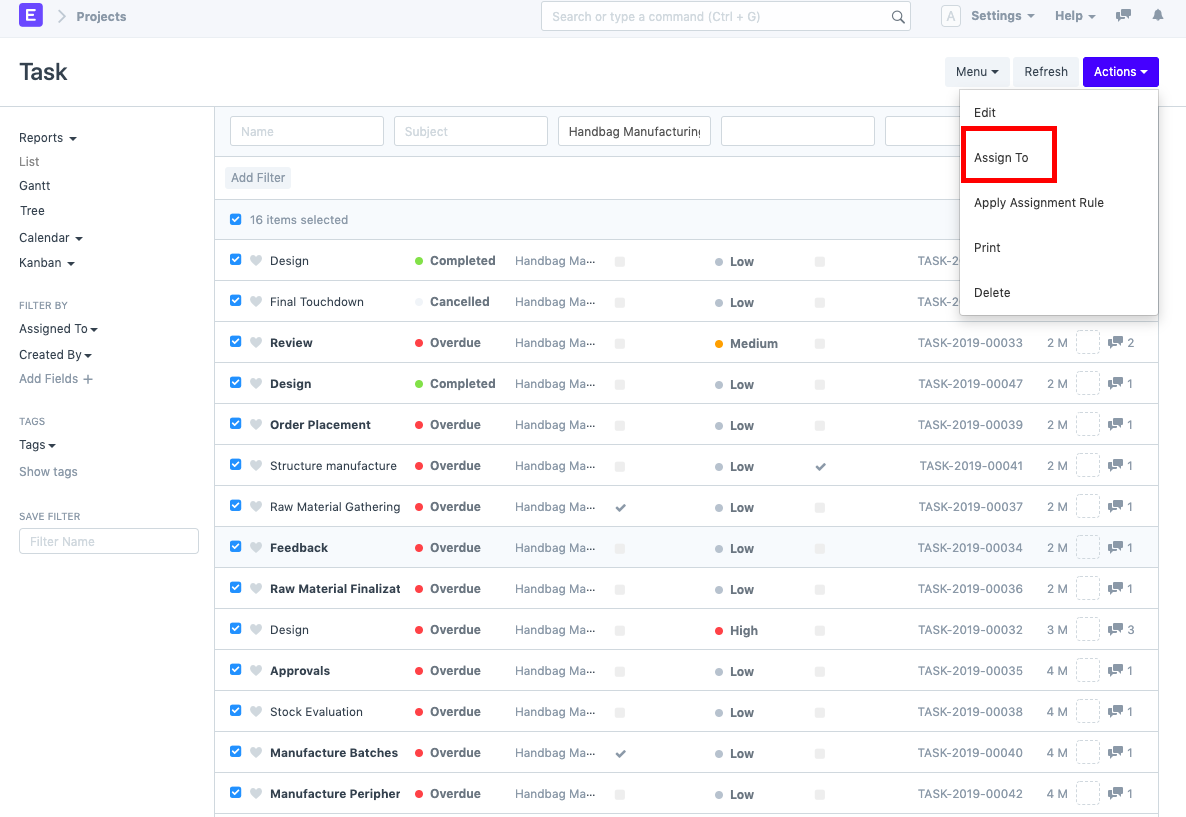 E Projects Search or type a command (Ctrl + G) A Settings Help
Task Menu Refresh Actions
Edit
Assign To
Apply Assignment Rule
Print
Delete
Reports
List
Gantt
Tree
Calendar
Kanban
FILTER BY
Assigned To
Created By
Add Fields +
TAGS
Tags
Show tags
SAVE FILTER
Filter Name
Name Subject Handbag Manufacturing
Add Filter
16 items selected
Design Completed Handbag Ma... Low TASK-2
Final Touchdown Cancelled Handbag Ma... Low TASK-2
Review Overdue Handbag Ma... Medium TASK-2019-00033 2 M 2
Design Completed Handbag Ma... Low TASK-2019-00047 2 M 1
Order Placement Overdue Handbag Ma... Low TASK-2019-00039 2 M 1
Structure manufacture Overdue Handbag Ma... Low TASK-2019-00041 2 M 1
Raw Material Gathering Overdue Handbag Ma... Low TASK-2019-00037 2 M 1
Feedback Overdue Handbag Ma... Low TASK-2019-00034 2 M 1
Raw Material Finalizat Overdue Handbag Ma... Low TASK-2019-00036 2 M 1
Design Overdue Handbag Ma... High TASK-2019-00032 3 M 3
Approvals Overdue Handbag Ma... Low TASK-2019-00035 4 M 1
Stock Evaluation Overdue Handbag Ma... Low TASK-2019-00038 4 M 1
Manufacture Batches Overdue Handbag Ma... Low TASK-2019-00040 4 M 1
Manufacture Peripher Overdue Handbag Ma... Low TASK-2019-00042 4 M 1